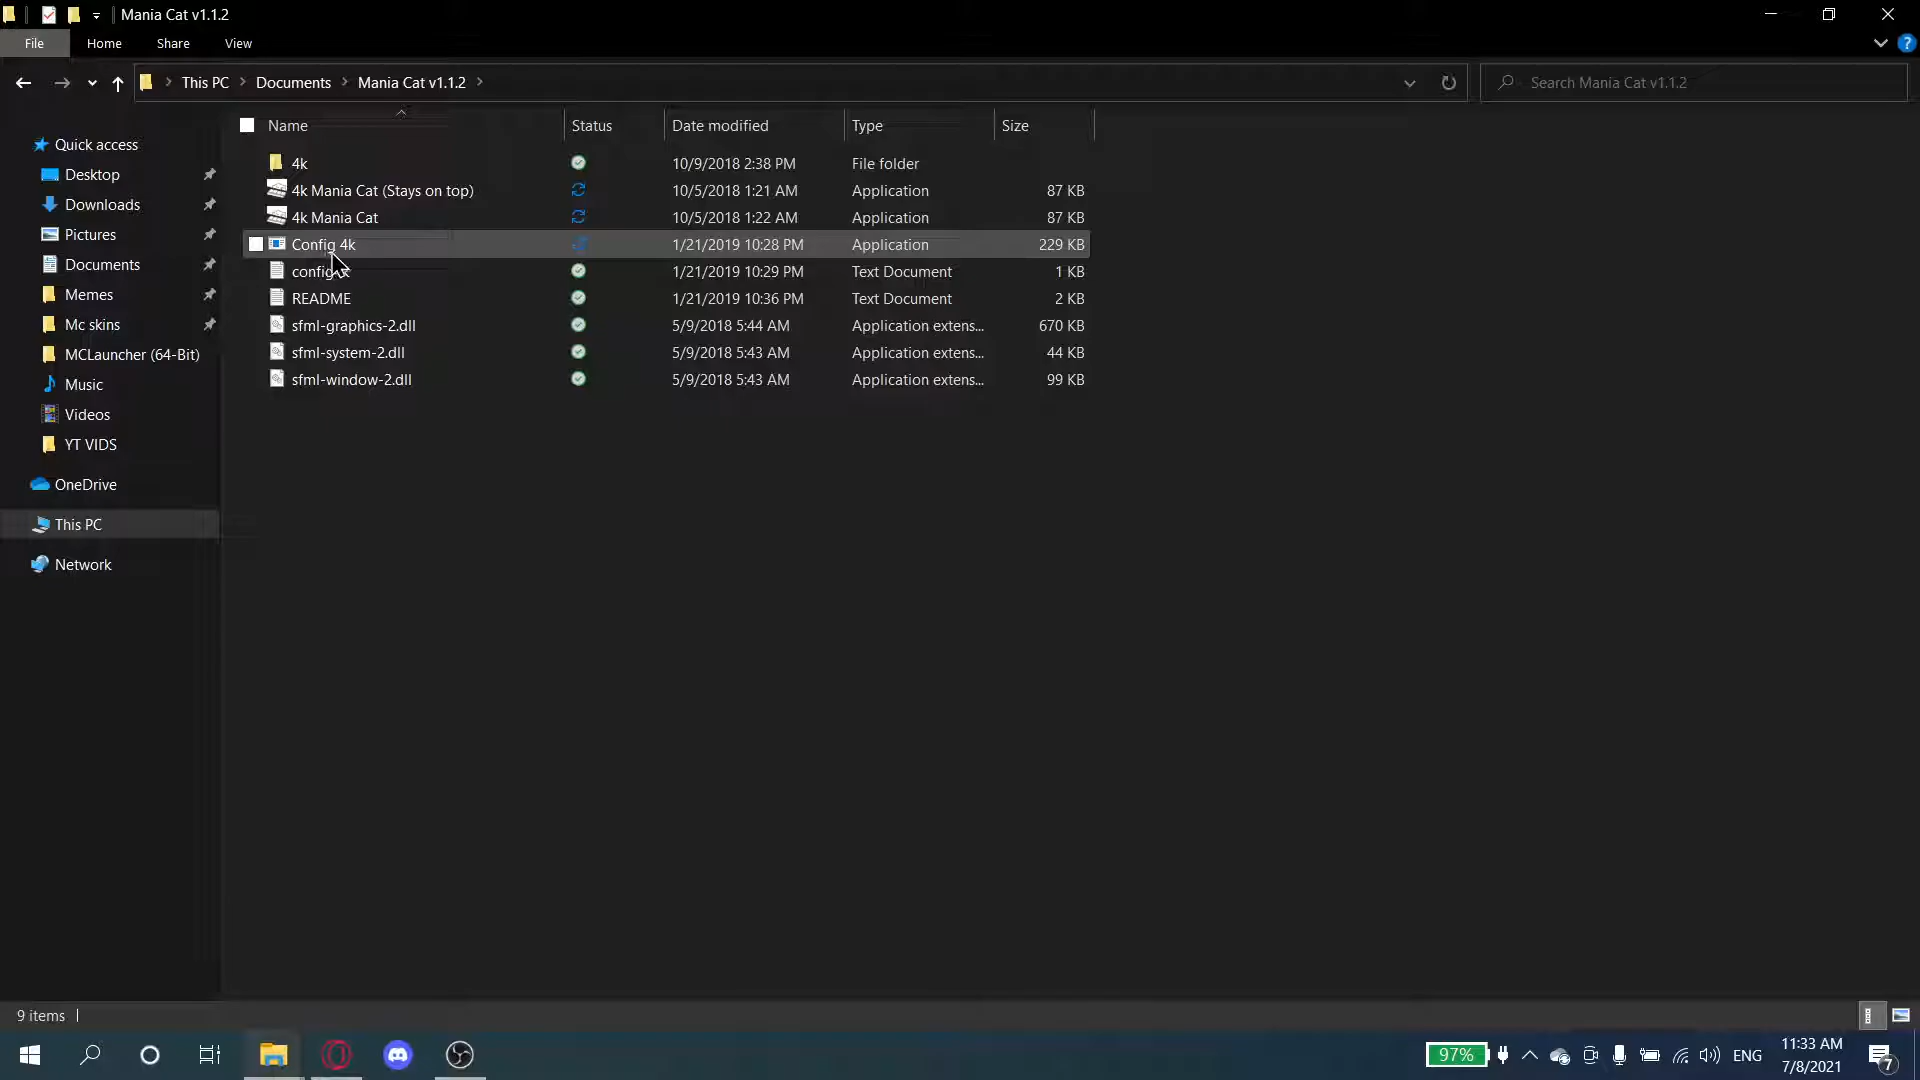 Mania Cat v1.1.2
File Home Share View
This PC Documents Mania Cat v1.1.2
Search Mania Cat v1.1.2
Name Status Date modified Type Size
4k 10/9/2018 2:38 PM File folder
4k Mania Cat (Stays on top) 10/5/2018 1:21 AM Application 87 KB
4k Mania Cat 10/5/2018 1:22 AM Application 87 KB
Config 4k 1/21/2019 10:28 PM Application 229 KB
config 1/21/2019 10:29 PM Text Document 1 KB
README 1/21/2019 10:36 PM Text Document 2 KB
sfml-graphics-2.dll 5/9/2018 5:44 AM Application extens... 670 KB
sfml-system-2.dll 5/9/2018 5:43 AM Application extens... 44 KB
sfml-window-2.dll 5/9/2018 5:43 AM Application extens... 99 KB
Quick access
Desktop
Downloads
Pictures
Documents
Memes
Mc skins
MCLauncher (64-Bit)
Music
Videos
YT VIDS
OneDrive
This PC
Network
9 items
97% ENG 11:33 AM
7/8/2021
7